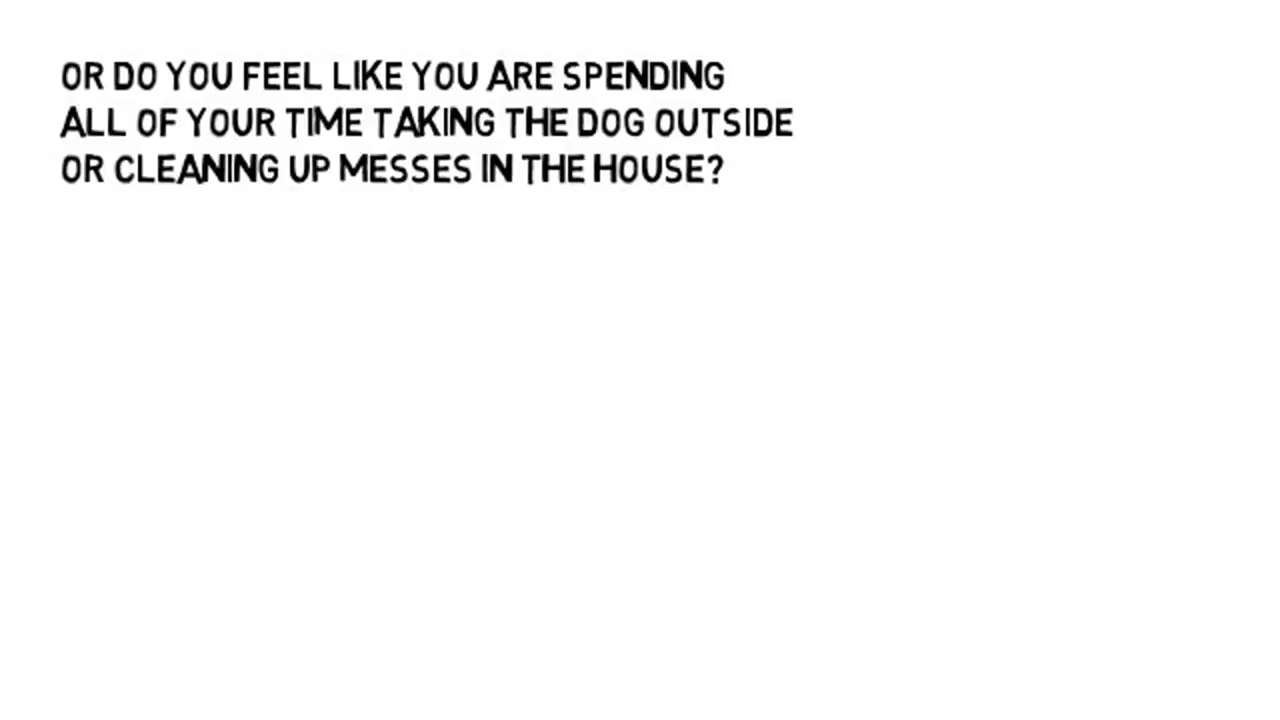 OR DO YOU FEEL LIKE YOU ARE SPENDING
ALL OF YOUR TIME TAKING THE DOG OUTSIDE
OR CLEANING UP MESSES IN THE HOUSE?